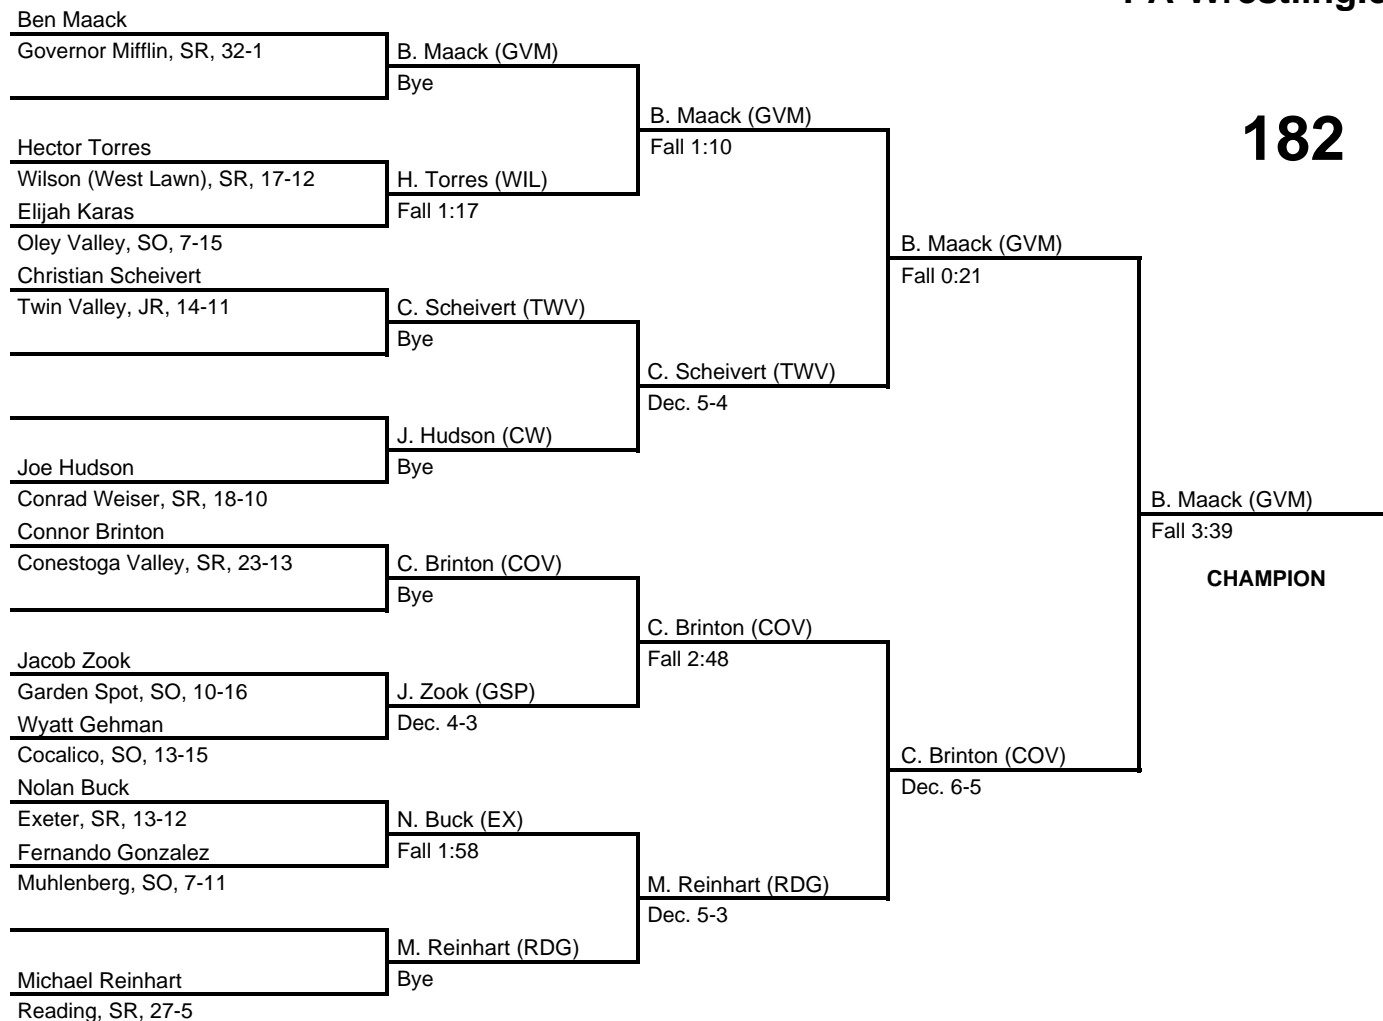 Ben Maack
Governor Mifflin, SR, 32-1
B. Maack (GVM)
Bye
B. Maack (GVM)
Fall 1:10
182
Hector Torres
Wilson (West Lawn), SR, 17-12
H. Torres (WIL)
Elijah Karas
Fall 1:17
Oley Valley, SO, 7-15
B. Maack (GVM)
Christian Scheivert
Fall 0:21
Twin Valley, JR, 14-11
C. Scheivert (TWV)
Bye
C. Scheivert (TWV)
Dec. 5-4
J. Hudson (CW)
Joe Hudson
Bye
Conrad Weiser, SR, 18-10
B. Maack (GVM)
Connor Brinton
Fall 3:39
Conestoga Valley, SR, 23-13
C. Brinton (COV)
CHAMPION
Bye
C. Brinton (COV)
Jacob Zook
Fall 2:48
Garden Spot, SO, 10-16
J. Zook (GSP)
Wyatt Gehman
Dec. 4-3
Cocalico, SO, 13-15
C. Brinton (COV)
Nolan Buck
Dec. 6-5
Exeter, SR, 13-12
N. Buck (EX)
Fernando Gonzalez
Fall 1:58
Muhlenberg, SO, 7-11
M. Reinhart (RDG)
Dec. 5-3
M. Reinhart (RDG)
Michael Reinhart
Bye
Reading, SR, 27-5